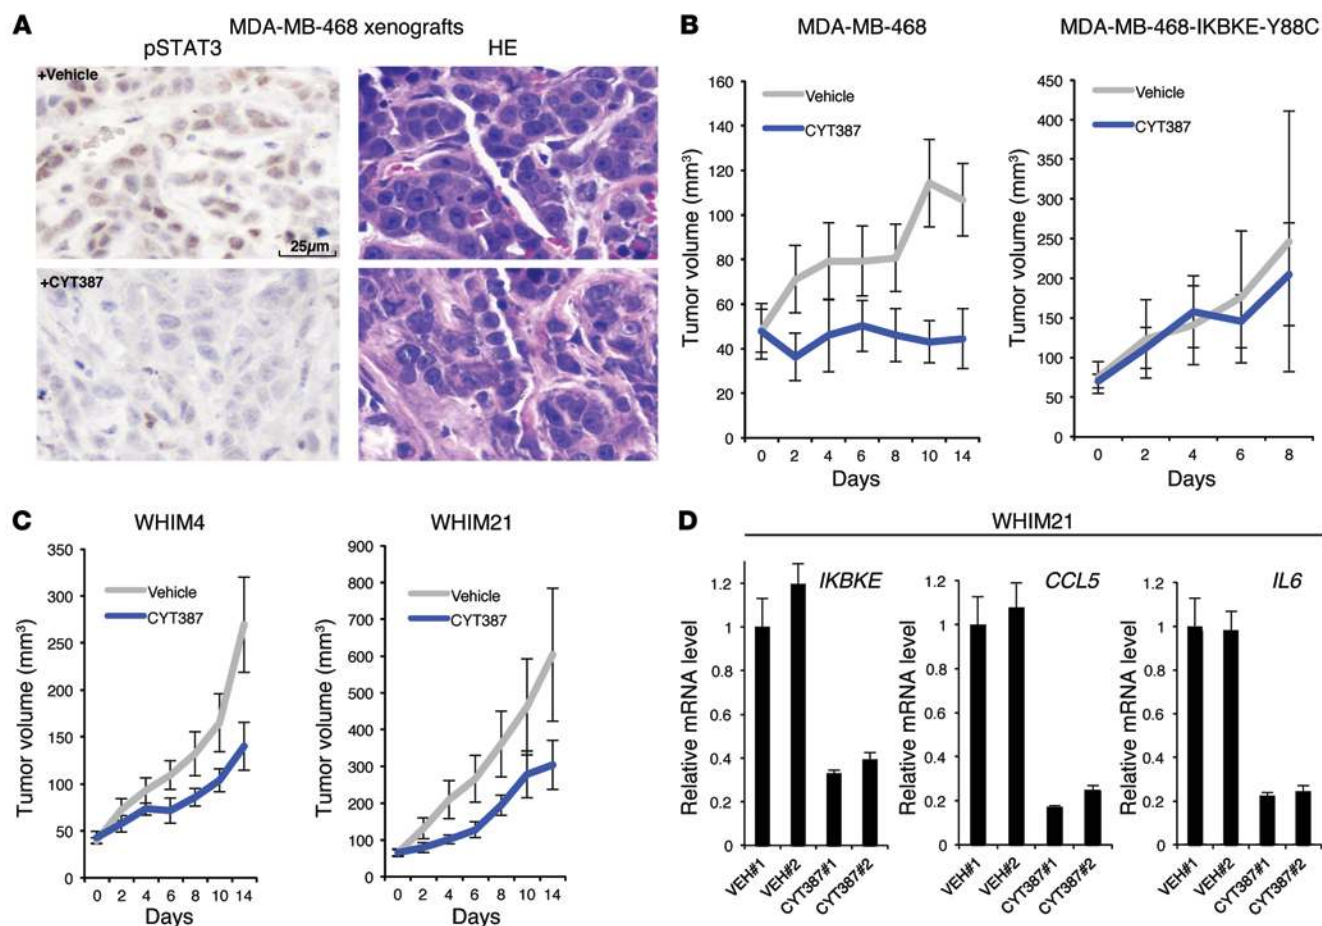 A
MDA-MB-468 xenografts
pSTAT3
HE
+Vehicle
25µm
+CYT387
B
MDA-MB-468
Vehicle
CYT387
Tumor volume (mm³)
160
140
120
100
80
60
40
20
0
0 2 4 6 8 10 14
Days
MDA-MB-468-IKBKE-Y88C
Vehicle
CYT387
Tumor volume (mm³)
450
400
350
300
250
200
150
100
50
0
0 2 4 6 8
Days
C
WHIM4
Vehicle
CYT387
Tumor volume (mm³)
350
300
250
200
150
100
50
0
0 2 4 6 8 10 14
Days
WHIM21
Vehicle
CYT387
Tumor volume (mm³)
900
800
700
600
500
400
300
200
100
0
0 2 4 6 8 10 14
Days
D
WHIM21
IKBKE
Relative mRNA level
1.2
1
0.8
0.6
0.4
0.2
0
VEH#1
VEH#2
CYT387#1
CYT387#2
CCL5
Relative mRNA level
1.2
1
0.8
0.6
0.4
0.2
0
VEH#1
VEH#2
CYT387#1
CYT387#2
IL6
Relative mRNA level
1.2
1
0.8
0.6
0.4
0.2
0
VEH#1
VEH#2
CYT387#1
CYT387#2